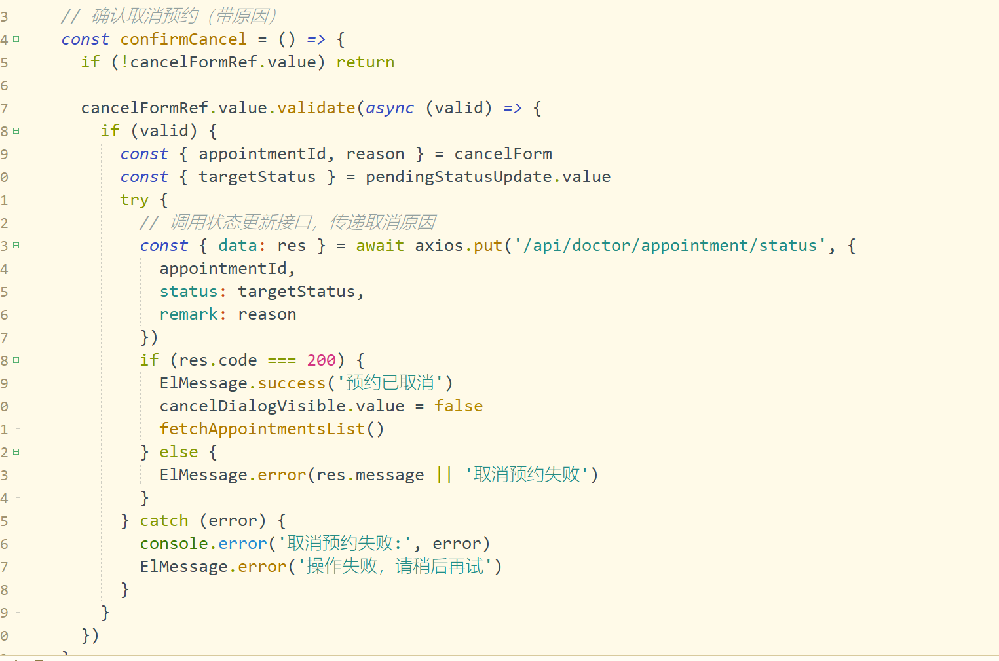 3 // 确认取消预约（带原因）
4 const confirmCancel = () => {
5 if (!cancelFormRef.value) return
6
7 cancelFormRef.value.validate(async (valid) => {
8 if (valid) {
9 const { appointmentId, reason } = cancelForm
0 const { targetStatus } = pendingStatusUpdate.value
1 try {
2 // 调用状态更新接口，传递取消原因
3 const { data: res } = await axios.put('/api/doctor/appointment/status', {
4 appointmentId,
5 status: targetStatus,
6 remark: reason
7 })
8 if (res.code === 200) {
9 ElMessage.success('预约已取消')
0 cancelDialogVisible.value = false
1 fetchAppointmentsList()
2 } else {
3 ElMessage.error(res.message || '取消预约失败')
4 }
5 } catch (error) {
6 console.error('取消预约失败:', error)
7 ElMessage.error('操作失败，请稍后再试')
8 }
9 }
0 })